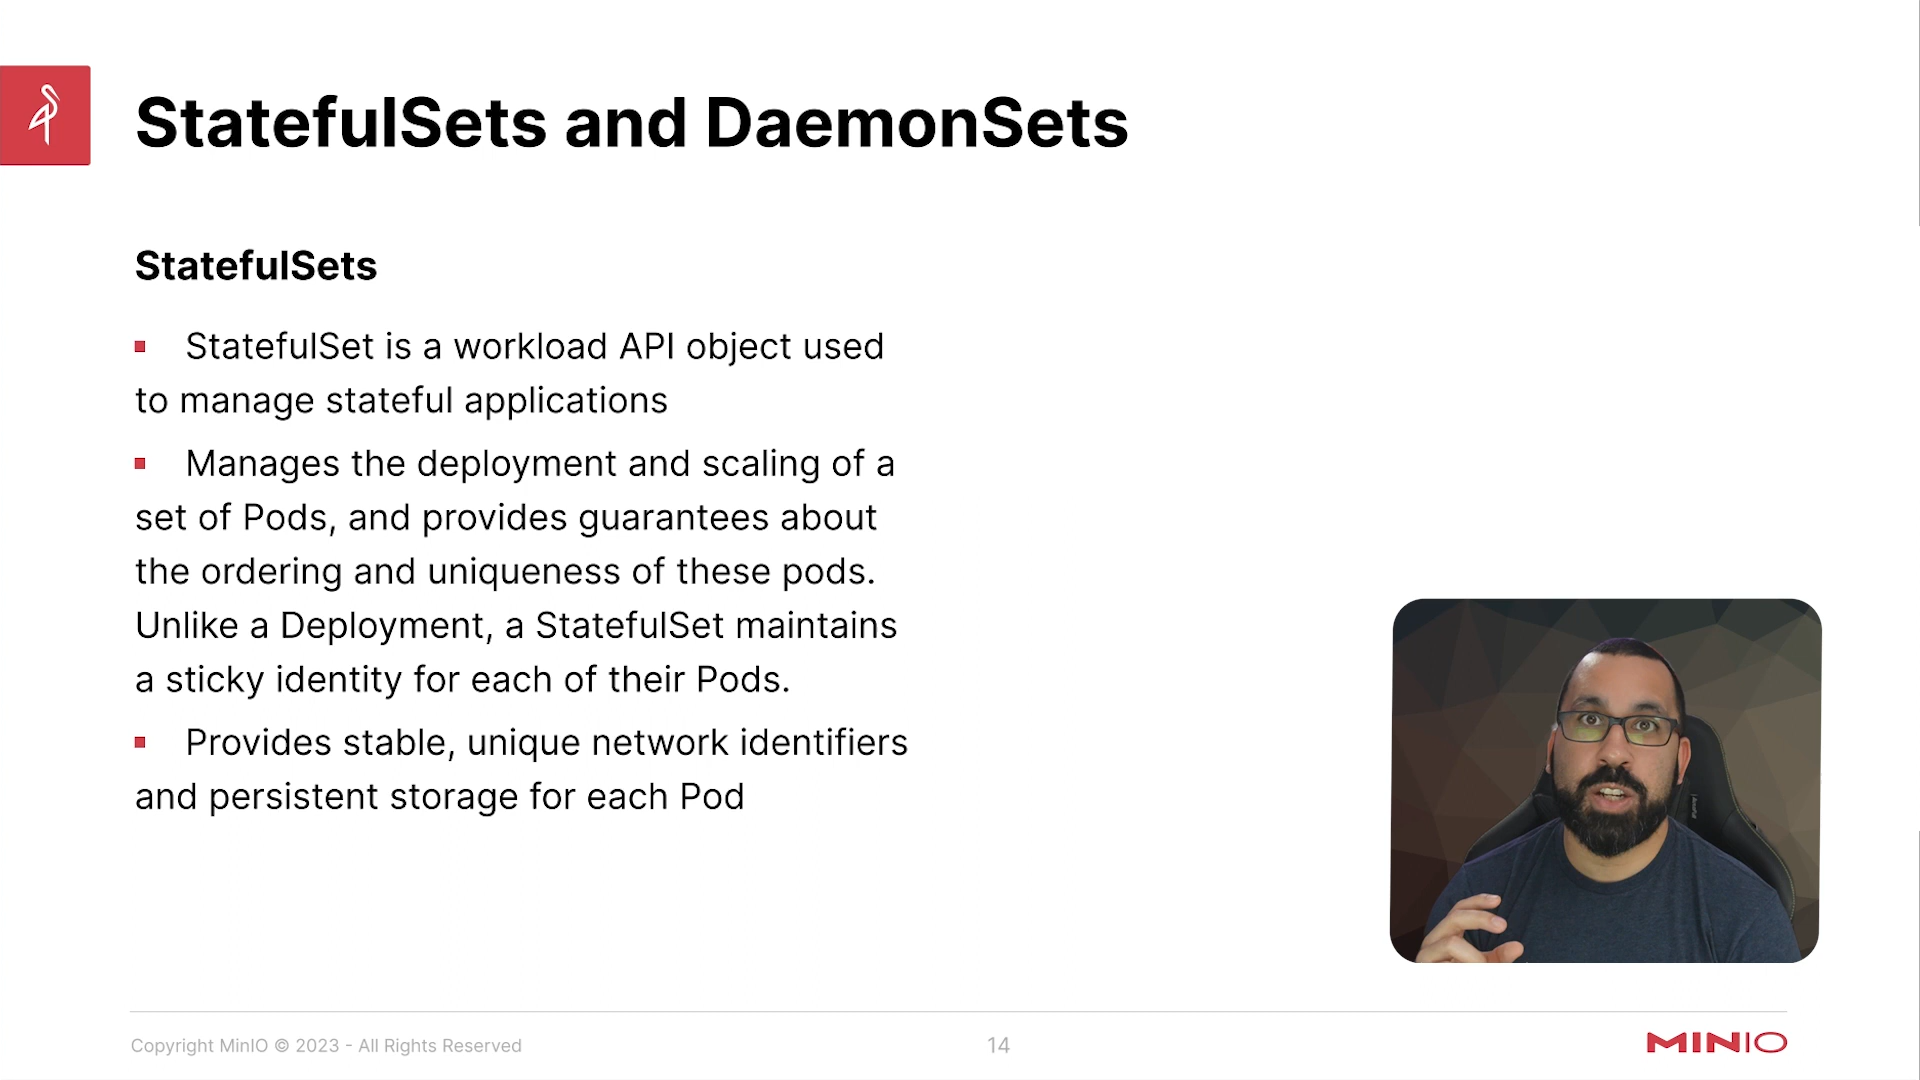 StatefulSets and DaemonSets
StatefulSets
StatefulSet is a workload API object used
to manage stateful applications
Manages the deployment and scaling of a
set of Pods, and provides guarantees about
the ordering and uniqueness of these pods.
Unlike a Deployment, a StatefulSet maintains
a sticky identity for each of their Pods.
Provides stable, unique network identifiers
and persistent storage for each Pod
Copyright MinIO © 2023 - All Rights Reserved
14
MINIO